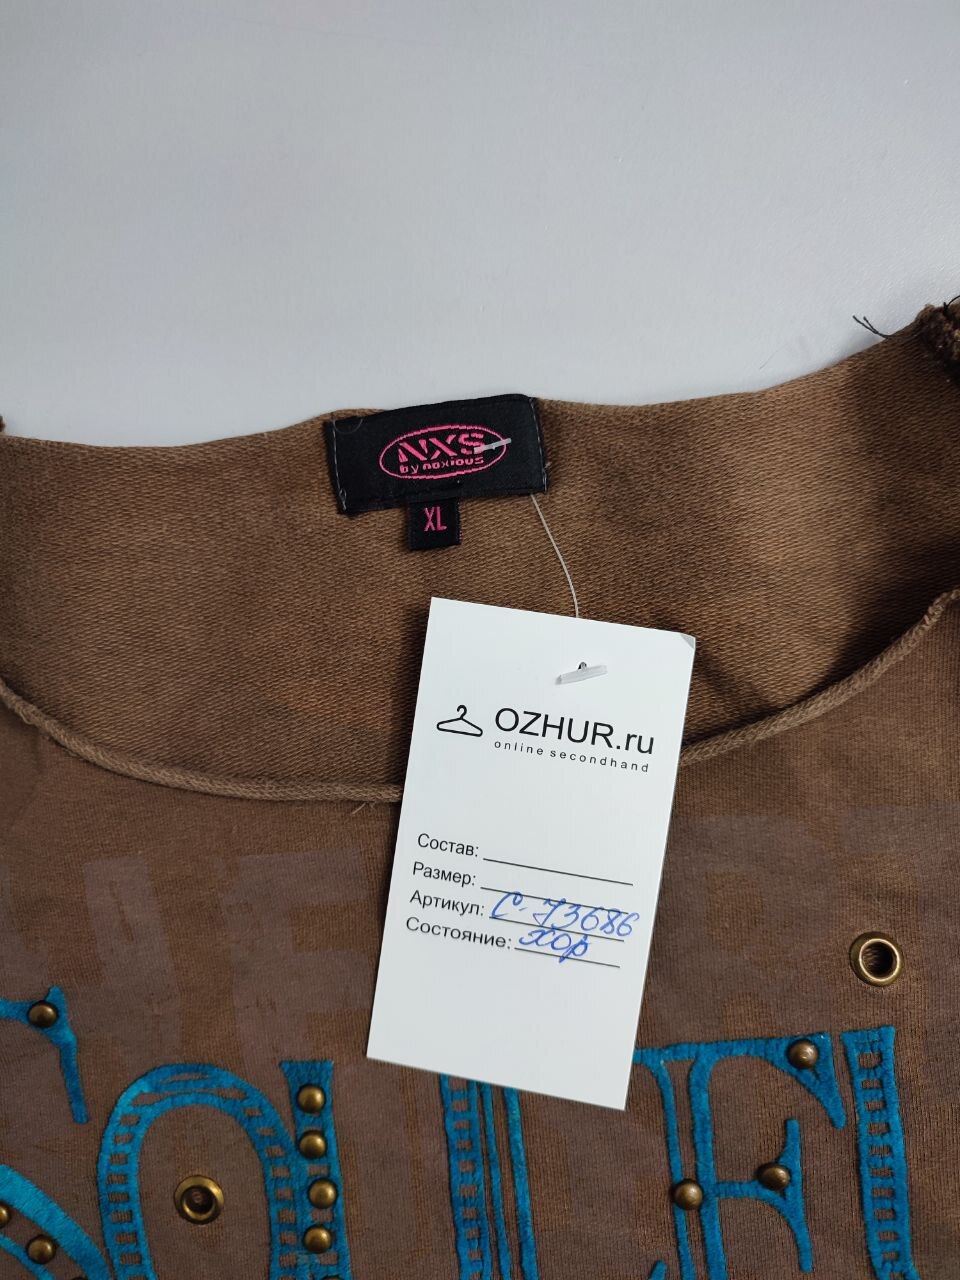 NXS
by noxious
XL
OZHUR.ru
online secondhand
Состав:
Размер:
Артикул: С-73686
Состояние: хор